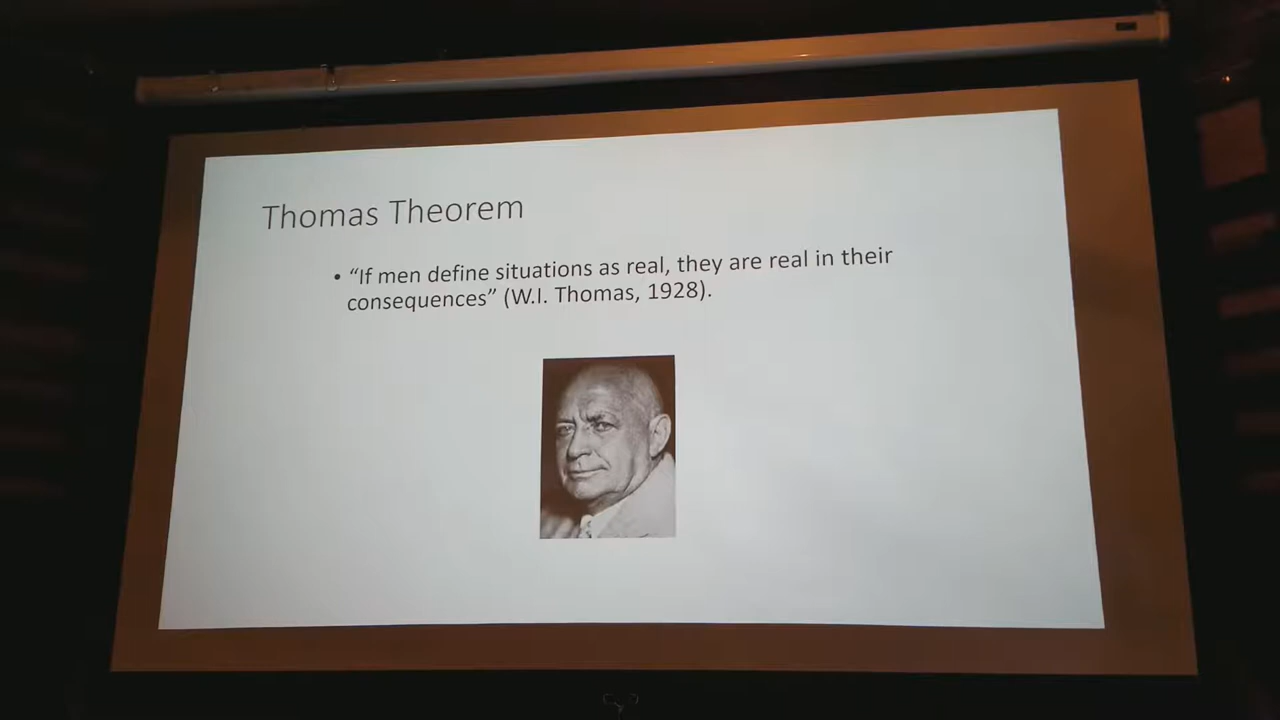 Thomas Theorem
• “If men define situations as real, they are real in their
consequences” (W.I. Thomas, 1928).